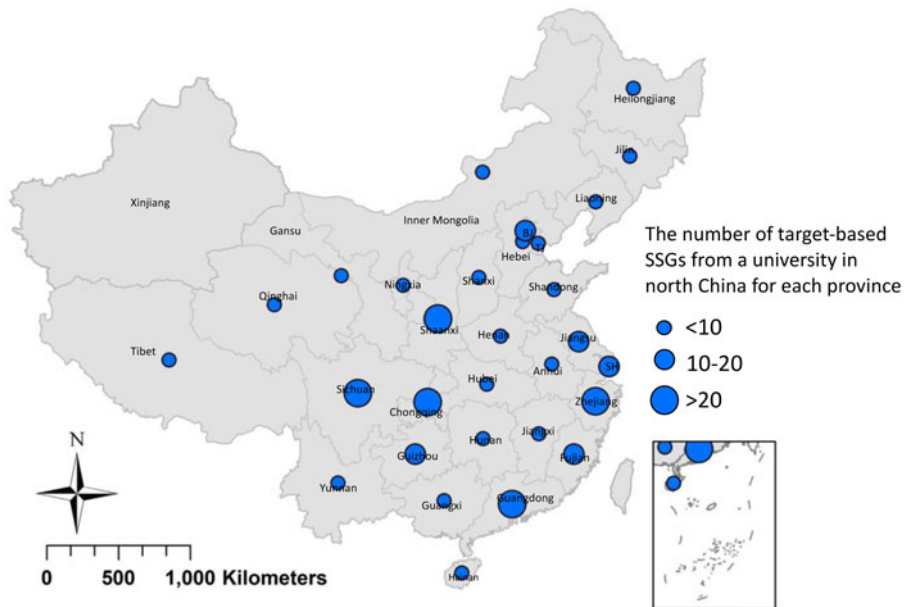 Heilongjiang
Jilin
Liaoning
Xinjiang
Inner Mongolia
Gansu
BJ
TJ
Hebei
Ningxia
Shanxi
Shandong
Qinghai
Shaanxi
Henan
Jiangsu
Tibet
Anhui
SH
Hubei
Sichuan
Chongqing
Zhejiang
Jiangxi
Hunan
Guizhou
Fujian
Yunnan
Guangxi
Guangdong
Hainan
The number of target-based
SSGs from a university in
north China for each province
<10
10-20
>20
N
0 500 1,000 Kilometers